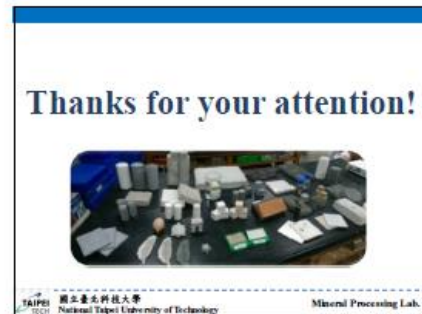 Thanks for your attention!
TAIPEI
TECH
國立臺北科技大學
National Taipei University of Technology
Mineral Processing Lab.